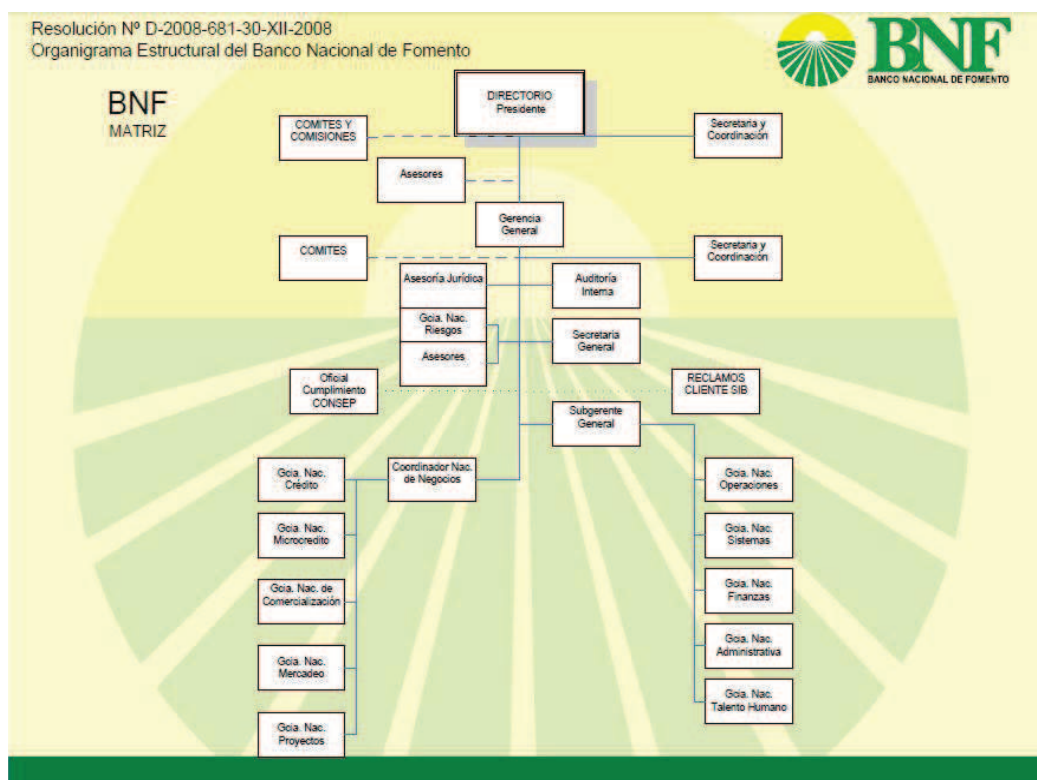 Resolución Nº D-2008-681-30-XII-2008
Organigrama Estructural del Banco Nacional de Fomento
BNF
BANCO NACIONAL DE FOMENTO
BNF
MATRIZ
DIRECTORIO
Presidente
COMITES Y
COMISIONES
Secretaria y
Coordinación
Asesores
Gerencia
General
COMITES
Secretaria y
Coordinación
Asesoría Jurídica
Auditoría
Interna
Gcia. Nac.
Riesgos
Secretaria
General
Asesores
Oficial
Cumplimiento
CONSEP
RECLAMOS
CLIENTE SIB
Subgerente
General
Gcia. Nac.
Crédito
Coordinador Nac.
de Negocios
Gcia. Nac.
Operaciones
Gcia. Nac.
Microcredito
Gcia. Nac.
Sistemas
Gcia. Nac. de
Comercialización
Gcia. Nac.
Finanzas
Gcia. Nac.
Mercadeo
Gcia. Nac.
Administrativa
Gcia. Nac.
Talento Humano
Gcia. Nac.
Proyectos